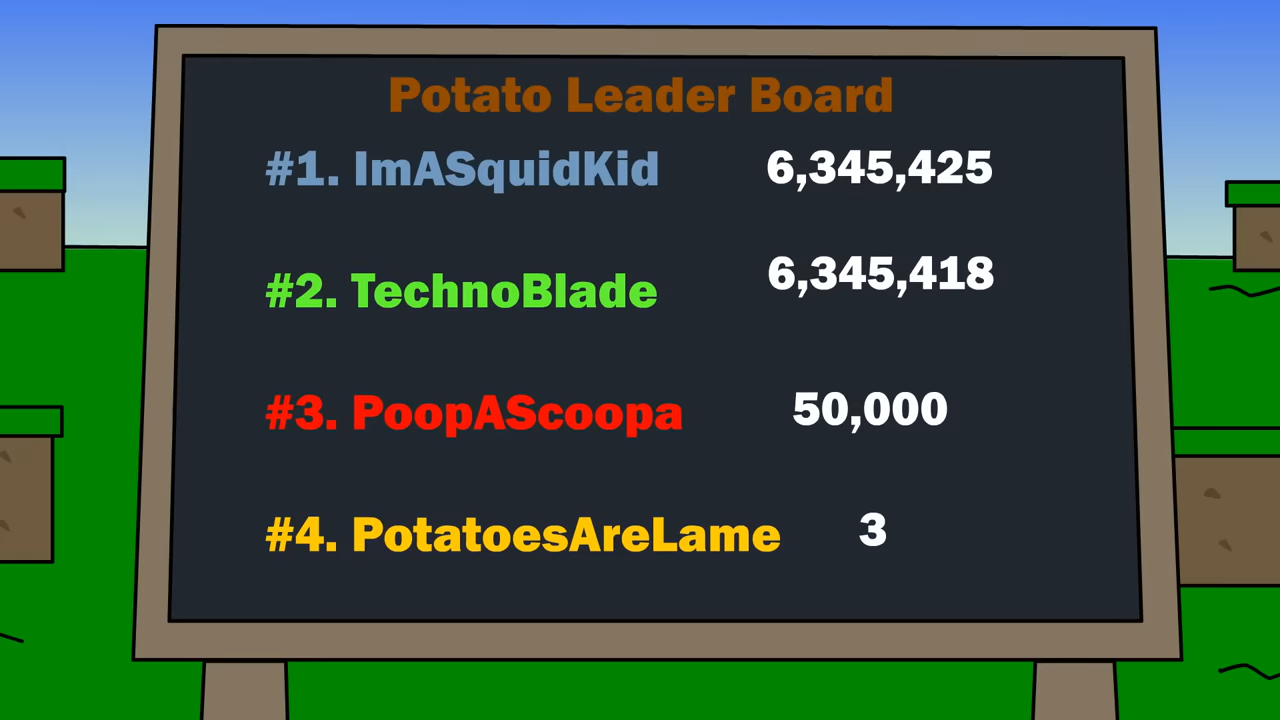 Potato Leader Board
#1. ImASquidKid 6,345,425
#2. TechnoBlade 6,345,418
#3. PoopAScoopa 50,000
#4. PotatoesAreLame 3